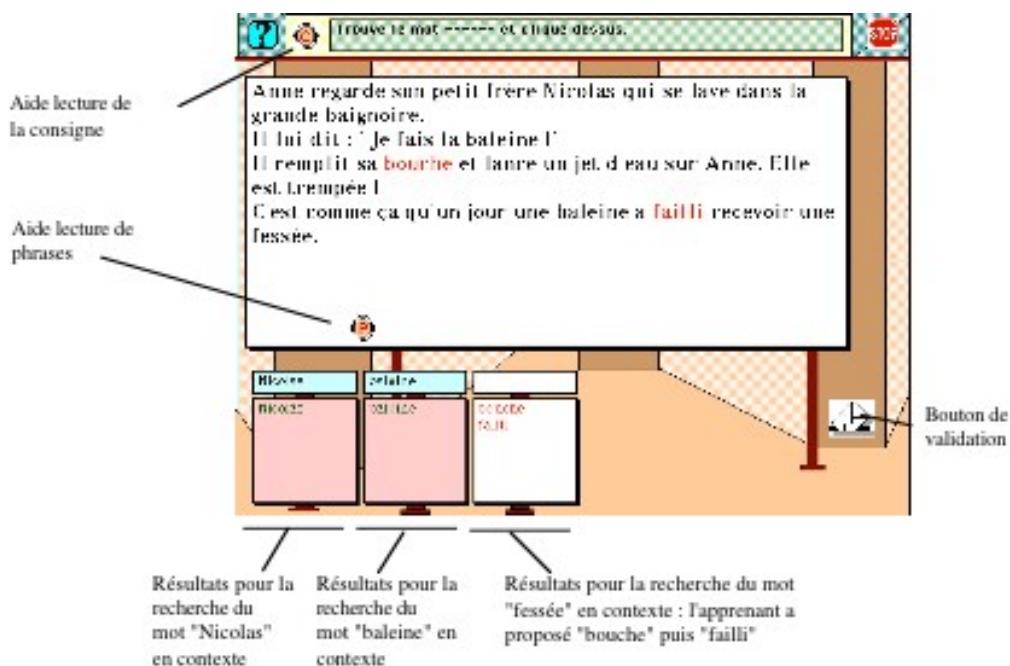 ?
C
Trouve le mot ------ et clique dessus.
STOP
Aide lecture de
la consigne
Anne regarde son petit frère Nicolas qui se lave dans la
grande baignoire.
Il lui dit : "Je fais la baleine !"
Il remplit sa bouche et lance un jet d'eau sur Anne. Elle
est trempée !
C'est comme ça qu'un jour une baleine a failli recevoir une
fessée.
Aide lecture de
phrases
P
Nicolas
baleine
Nicolas
baleine
bouche
failli
Bouton de
validation
Résultats pour la
recherche du
mot "Nicolas"
en contexte
Résultats pour la
recherche du
mot "baleine" en
contexte
Résultats pour la recherche du mot
"fessée" en contexte : l'apprenant a
proposé "bouche" puis "failli"